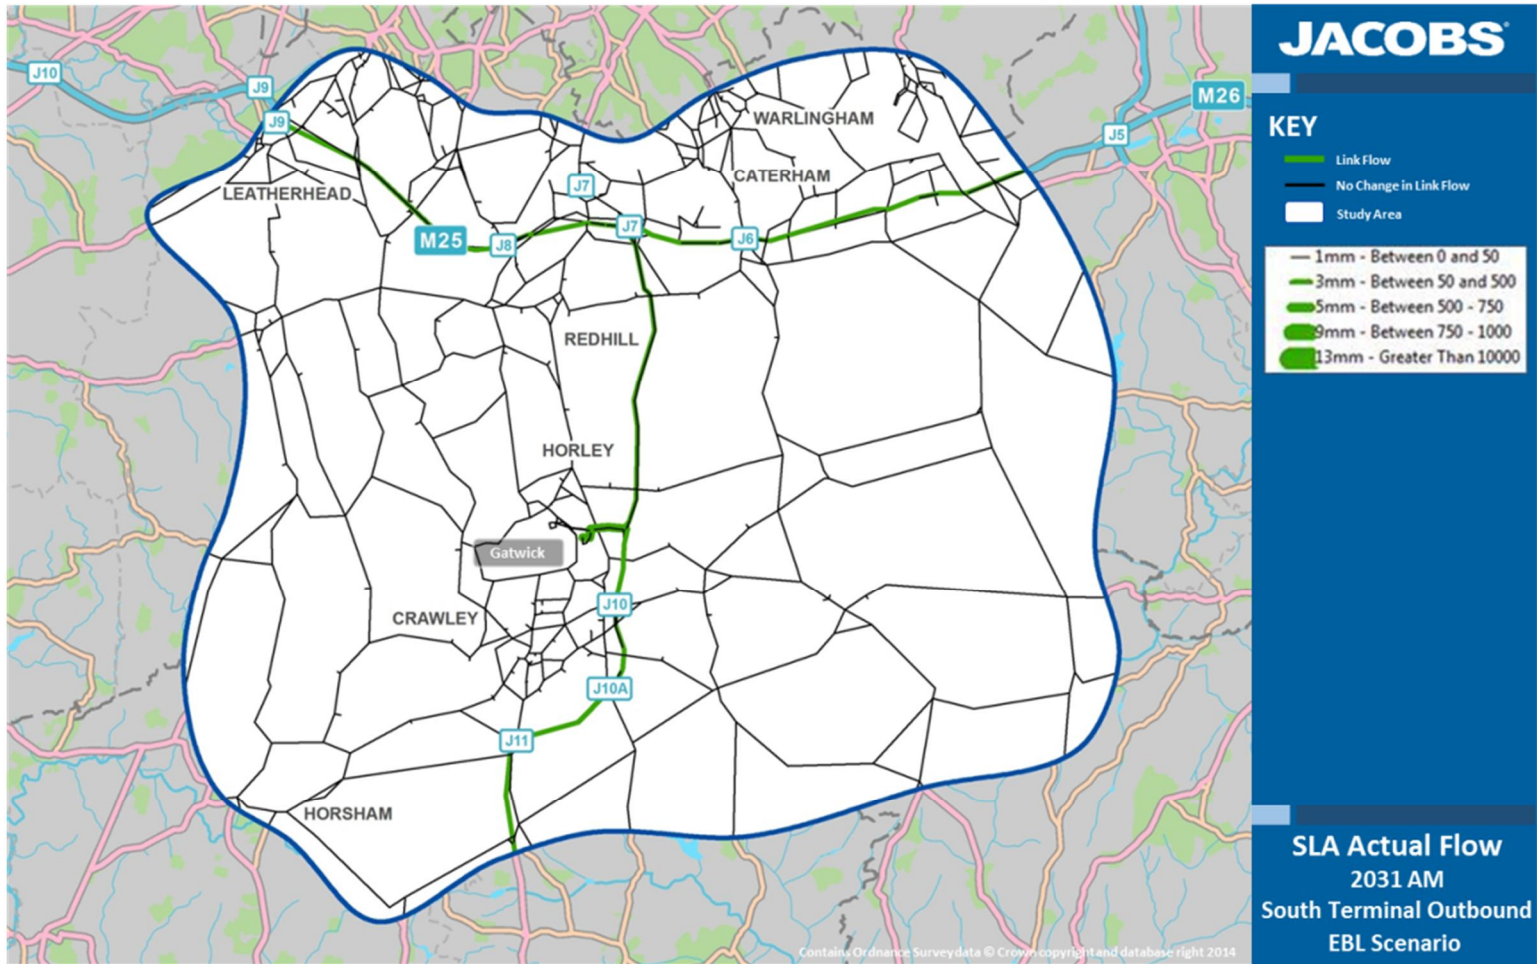 J10
J9
J9
LEATHERHEAD
M25
J8
J7
J7
J6
WARLINGHAM
CATERHAM
J5
M26
REDHILL
HORLEY
Gatwick
CRAWLEY
J10
J10A
J11
HORSHAM
Contains Ordnance Survey data © Crown copyright and database right 2014
JACOBS
KEY
Link Flow
No Change in Link Flow
Study Area
1mm - Between 0 and 50
3mm - Between 50 and 500
5mm - Between 500 - 750
9mm - Between 750 - 1000
13mm - Greater Than 10000
SLA Actual Flow
2031 AM
South Terminal Outbound
EBL Scenario